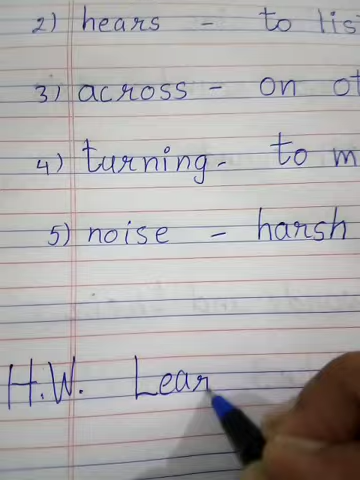 2) hears - to lis
3) across - on ot
4) turning - to m
5) noise - harsh
H.W. Lear